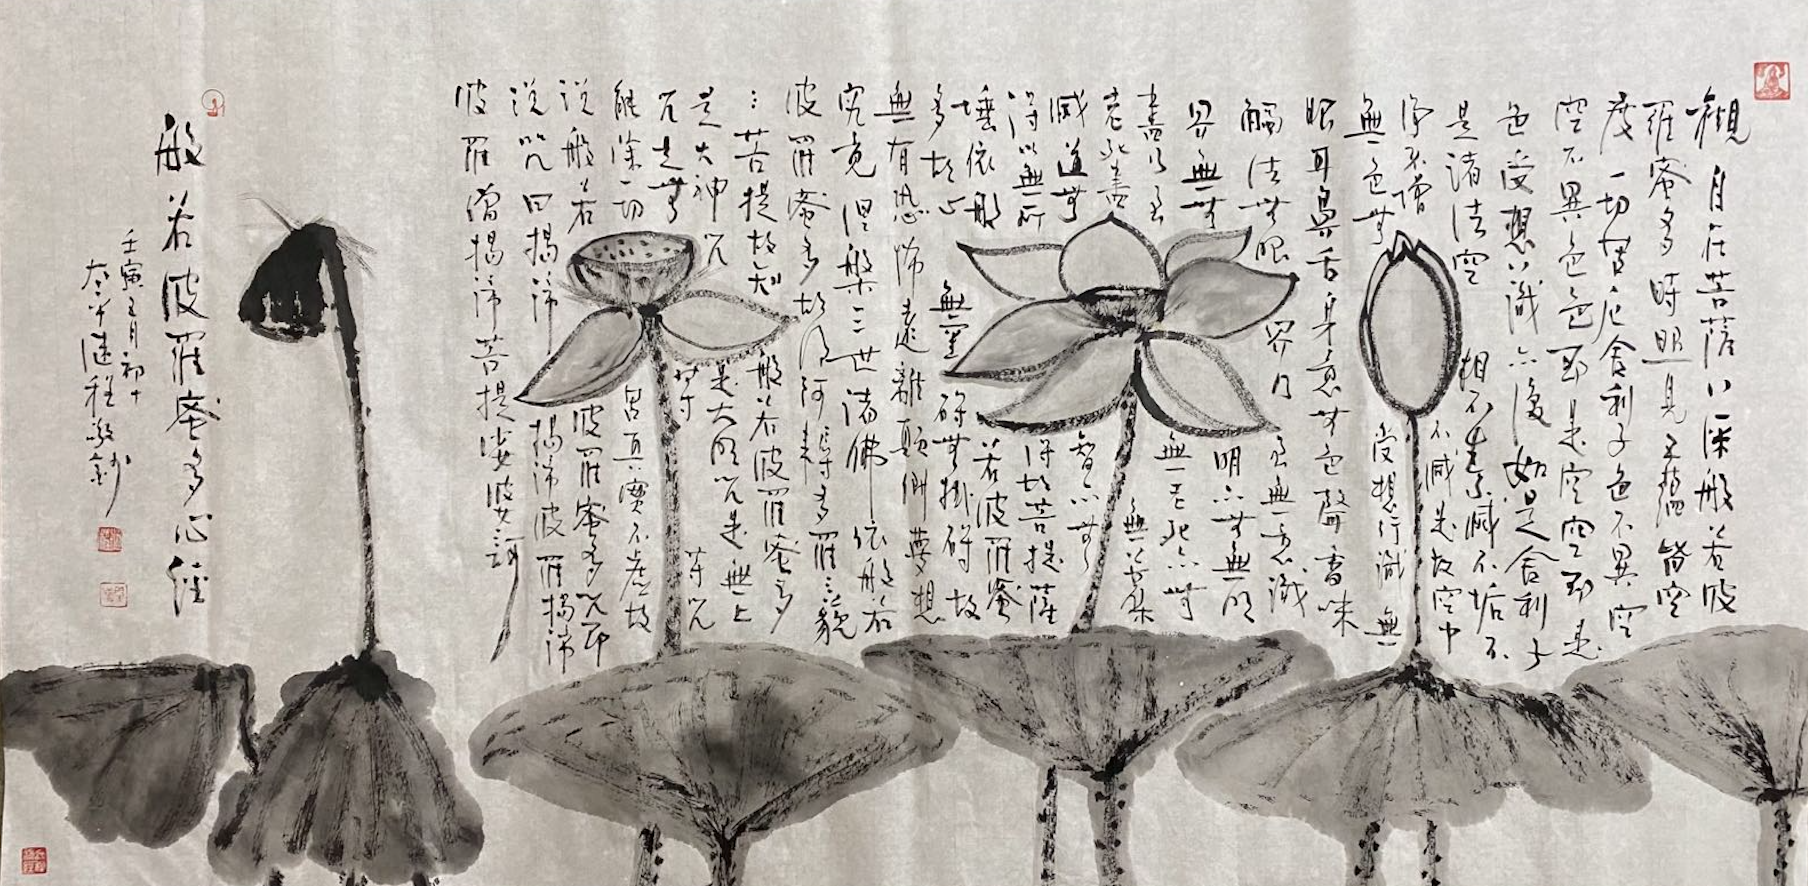 觀自在菩薩行深般若波
羅蜜多時照見五蘊皆空
度一切苦厄舍利子色不異空
空不異色色即是空空即是
色受想行識亦復如是舍利子
是諸法空相不生不滅不垢不
淨不增不減是故空中
無色無受想行識無
眼耳鼻舌身意無色聲香味
觸法無眼界乃至無意識
界無無明亦無無明
盡乃至無老死亦無
老死盡無苦集
滅道無智亦無
得以無所得故菩提薩
埵依般若波羅蜜
多故心無罣礙無掛礙故
無有恐怖遠離顛倒夢想
究竟涅槃三世諸佛依般若
波羅蜜多故得阿耨多羅三藐
三菩提故知般若波羅蜜多
是大神咒是大明咒是無上
咒是無等等咒
能除一切苦真實不虛故
說般若波羅蜜多咒即
說咒曰揭諦揭諦波羅揭諦
波羅僧揭諦菩提娑婆訶
般若波羅蜜多心經
壬寅五月初十
太平繼程敬鈔